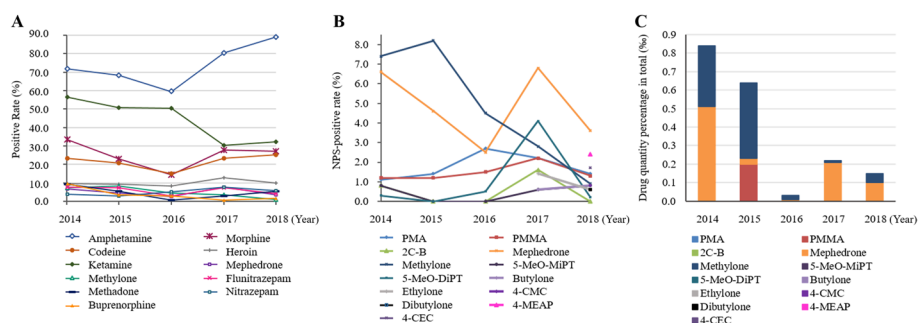 A
Positive Rate (%)
90.0
80.0
70.0
60.0
50.0
40.0
30.0
20.0
10.0
0.0
2014 2015 2016 2017 2018 (Year)
Amphetamine Morphine
Codeine Heroin
Ketamine Mephedrone
Methylone Flunitrazepam
Methadone Nitrazepam
Buprenorphine
B
NPS-positive rate (%)
8.0
7.0
6.0
5.0
4.0
3.0
2.0
1.0
0.0
2014 2015 2016 2017 2018 (Year)
PMA PMMA
2C-B Mephedrone
Methylone 5-MeO-MiPT
5-MeO-DiPT Butylone
Ethylone 4-CMC
Dibutylone 4-MEAP
4-CEC
C
Drug quantity percentage in total (‰)
0.9
0.8
0.7
0.6
0.5
0.4
0.3
0.2
0.1
0
2014 2015 2016 2017 2018 (Year)
PMA PMMA
2C-B Mephedrone
Methylone 5-MeO-MiPT
5-MeO-DiPT Butylone
Ethylone 4-CMC
Dibutylone 4-MEAP
4-CEC